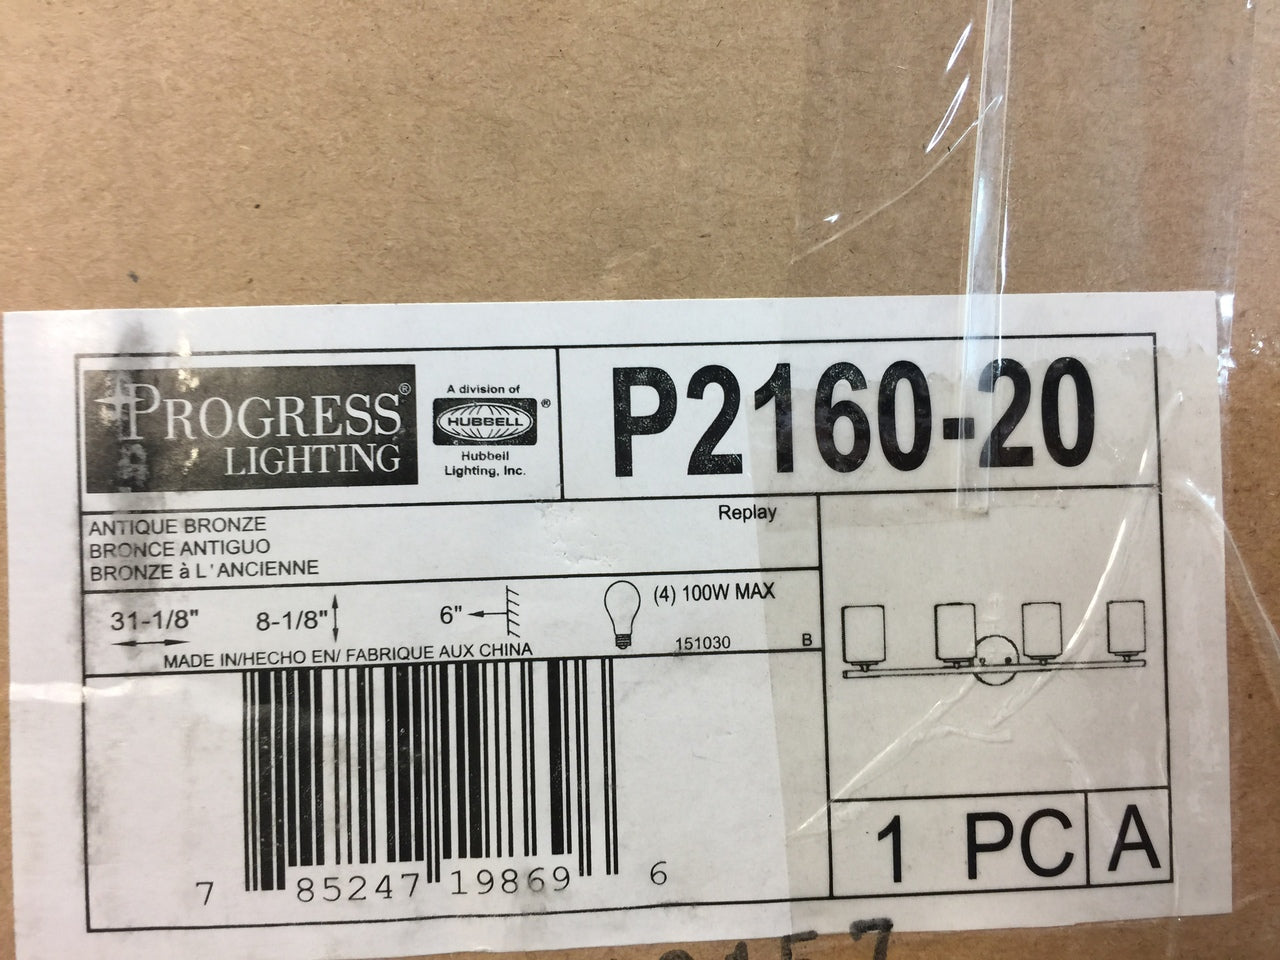 PROGRESS®
LIGHTING
A division of
HUBBELL®
Hubbell
Lighting, Inc.
P2160-20
ANTIQUE BRONZE
BRONCE ANTIGUO
BRONZE à L'ANCIENNE
Replay
31-1/8" 8-1/8" 6" (4) 100W MAX
MADE IN/HECHO EN/ FABRIQUE AUX CHINA 151030 B
7 85247 19869 6
1 PC A